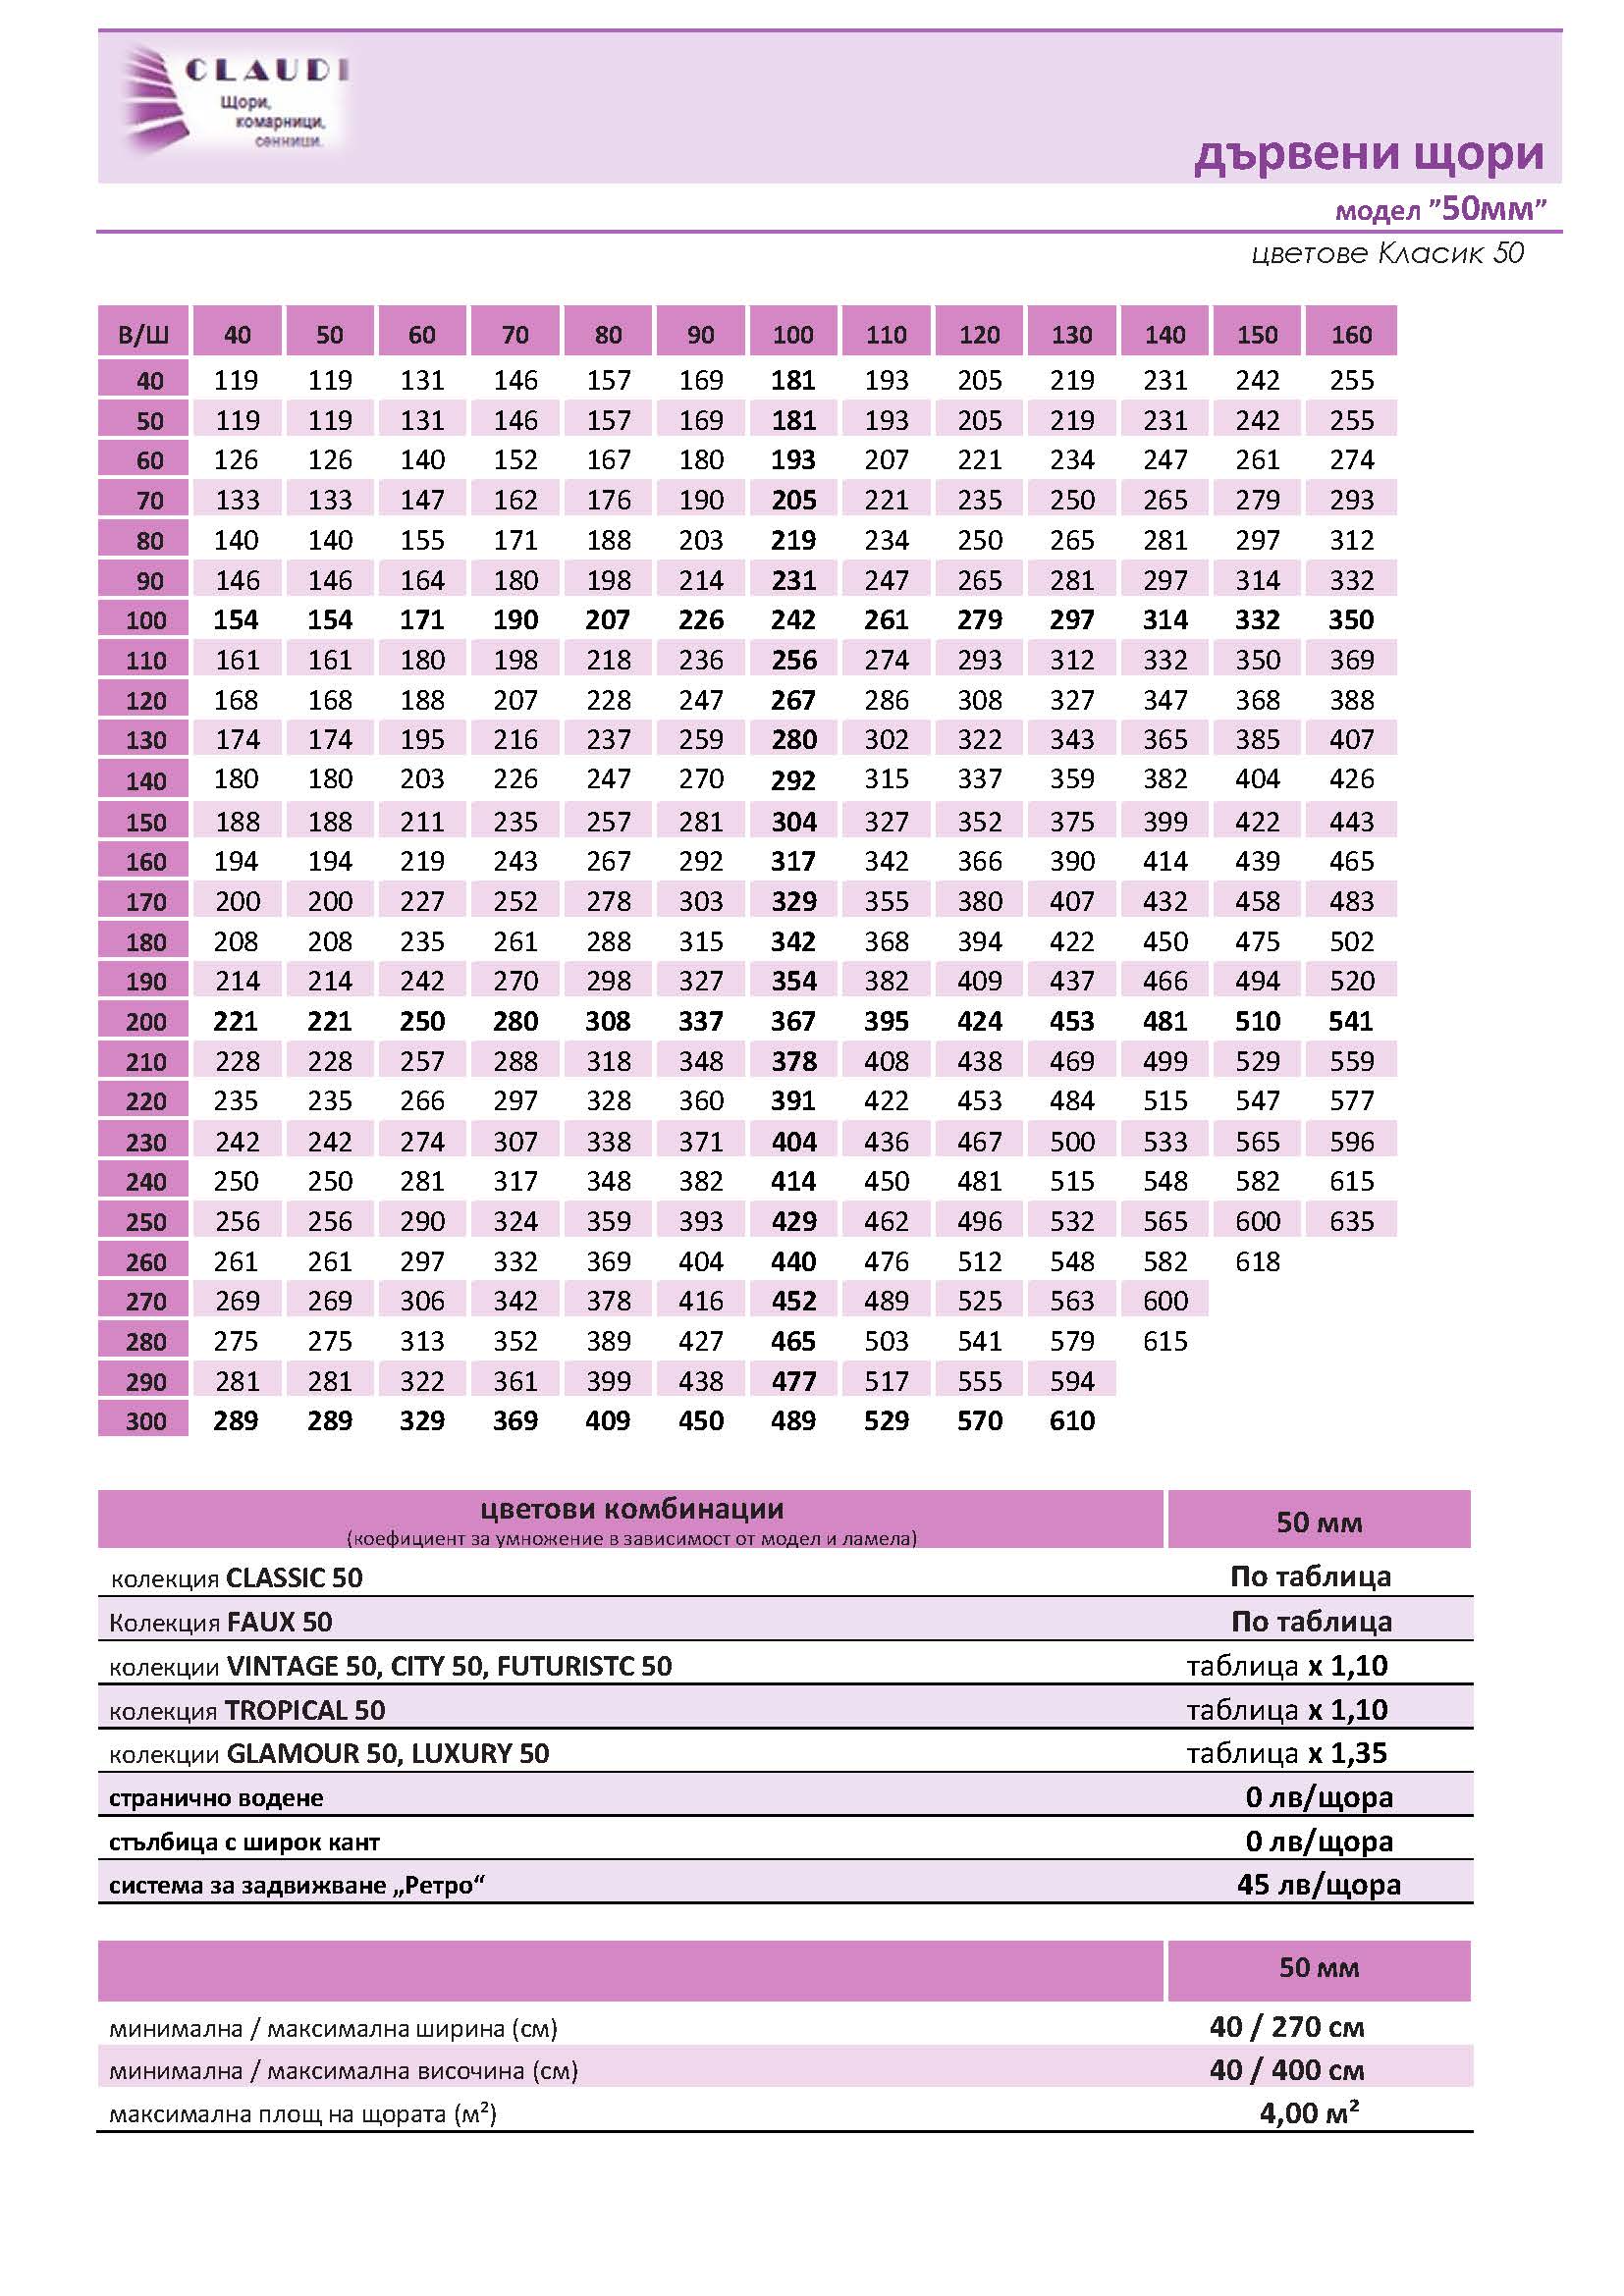 CLAUDI
Щори,
комарници,
сенници.
дървени щори
модел ”50мм”
цветове Класик 50
В/Ш 40 50 60 70 80 90 100 110 120 130 140 150 160
40 119 119 131 146 157 169 181 193 205 219 231 242 255
50 119 119 131 146 157 169 181 193 205 219 231 242 255
60 126 126 140 152 167 180 193 207 221 234 247 261 274
70 133 133 147 162 176 190 205 221 235 250 265 279 293
80 140 140 155 171 188 203 219 234 250 265 281 297 312
90 146 146 164 180 198 214 231 247 265 281 297 314 332
100 154 154 171 190 207 226 242 261 279 297 314 332 350
110 161 161 180 198 218 236 256 274 293 312 332 350 369
120 168 168 188 207 228 247 267 286 308 327 347 368 388
130 174 174 195 216 237 259 280 302 322 343 365 385 407
140 180 180 203 226 247 270 292 315 337 359 382 404 426
150 188 188 211 235 257 281 304 327 352 375 399 422 443
160 194 194 219 243 267 292 317 342 366 390 414 439 465
170 200 200 227 252 278 303 329 355 380 407 432 458 483
180 208 208 235 261 288 315 342 368 394 422 450 475 502
190 214 214 242 270 298 327 354 382 409 437 466 494 520
200 221 221 250 280 308 337 367 395 424 453 481 510 541
210 228 228 257 288 318 348 378 408 438 469 499 529 559
220 235 235 266 297 328 360 391 422 453 484 515 547 577
230 242 242 274 307 338 371 404 436 467 500 533 565 596
240 250 250 281 317 348 382 414 450 481 515 548 582 615
250 256 256 290 324 359 393 429 462 496 532 565 600 635
260 261 261 297 332 369 404 440 476 512 548 582 618
270 269 269 306 342 378 416 452 489 525 563 600
280 275 275 313 352 389 427 465 503 541 579 615
290 281 281 322 361 399 438 477 517 555 594
300 289 289 329 369 409 450 489 529 570 610
цветови комбинации 50 мм
(коефициент за умножение в зависимост от модел и ламела)
колекция CLASSIC 50 По таблица
Колекция FAUX 50 По таблица
колекции VINTAGE 50, CITY 50, FUTURISTC 50 таблица x 1,10
колекция TROPICAL 50 таблица x 1,10
колекции GLAMOUR 50, LUXURY 50 таблица x 1,35
странично водене 0 лв/щора
стълбица с широк кант 0 лв/щора
система за задвижване „Ретро“ 45 лв/щора
50 мм
минимална / максимална ширина (см) 40 / 270 см
минимална / максимална височина (см) 40 / 400 см
максимална площ на щората (м²) 4,00 м²